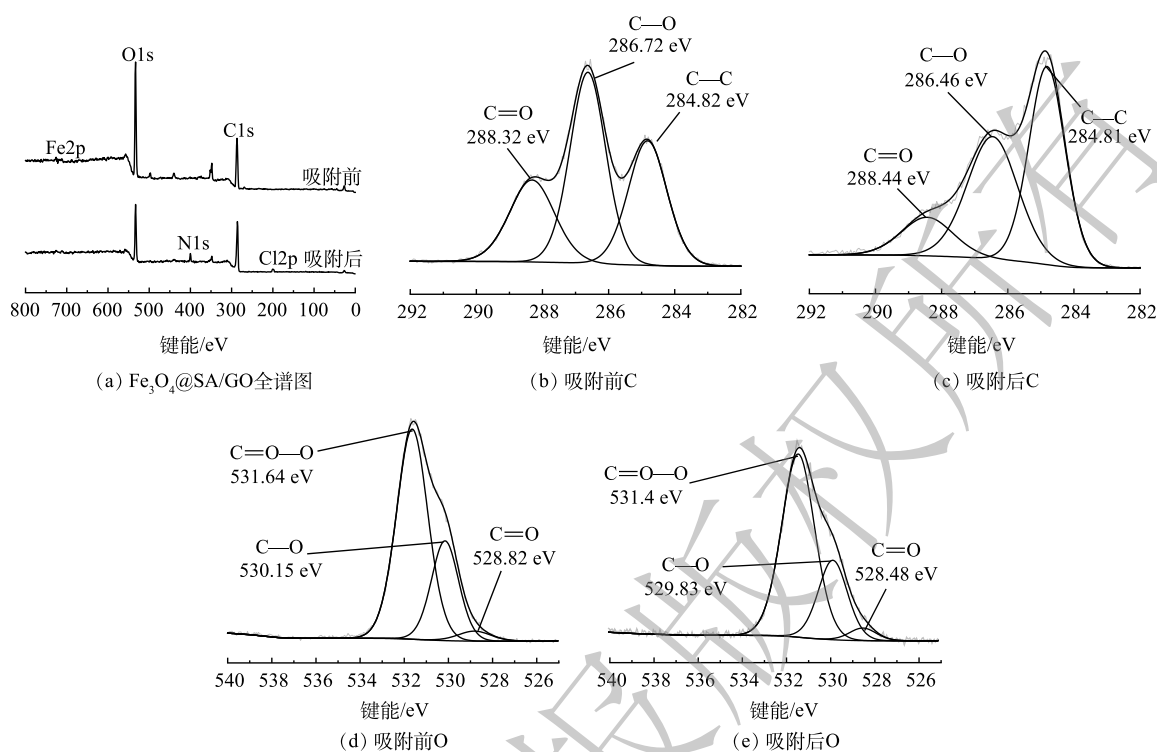 O1s
Fe2p
C1s
吸附前
N1s
Cl2p 吸附后
800 700 600 500 400 300 200 100 0
键能/eV
(a) Fe₃O₄@SA/GO全谱图
C—O
286.72 eV
C—C
284.82 eV
C=O
288.32 eV
292 290 288 286 284 282
键能/eV
(b) 吸附前C
C—O
286.46 eV
C—C
284.81 eV
C=O
288.44 eV
292 290 288 286 284 282
键能/eV
(c) 吸附后C
C=O—O
531.64 eV
C—O
530.15 eV
C=O
528.82 eV
540 538 536 534 532 530 528 526
键能/eV
(d) 吸附前O
C=O—O
531.4 eV
C—O
529.83 eV
C=O
528.48 eV
540 538 536 534 532 530 528 526
键能/eV
(e) 吸附后O
报版权所有